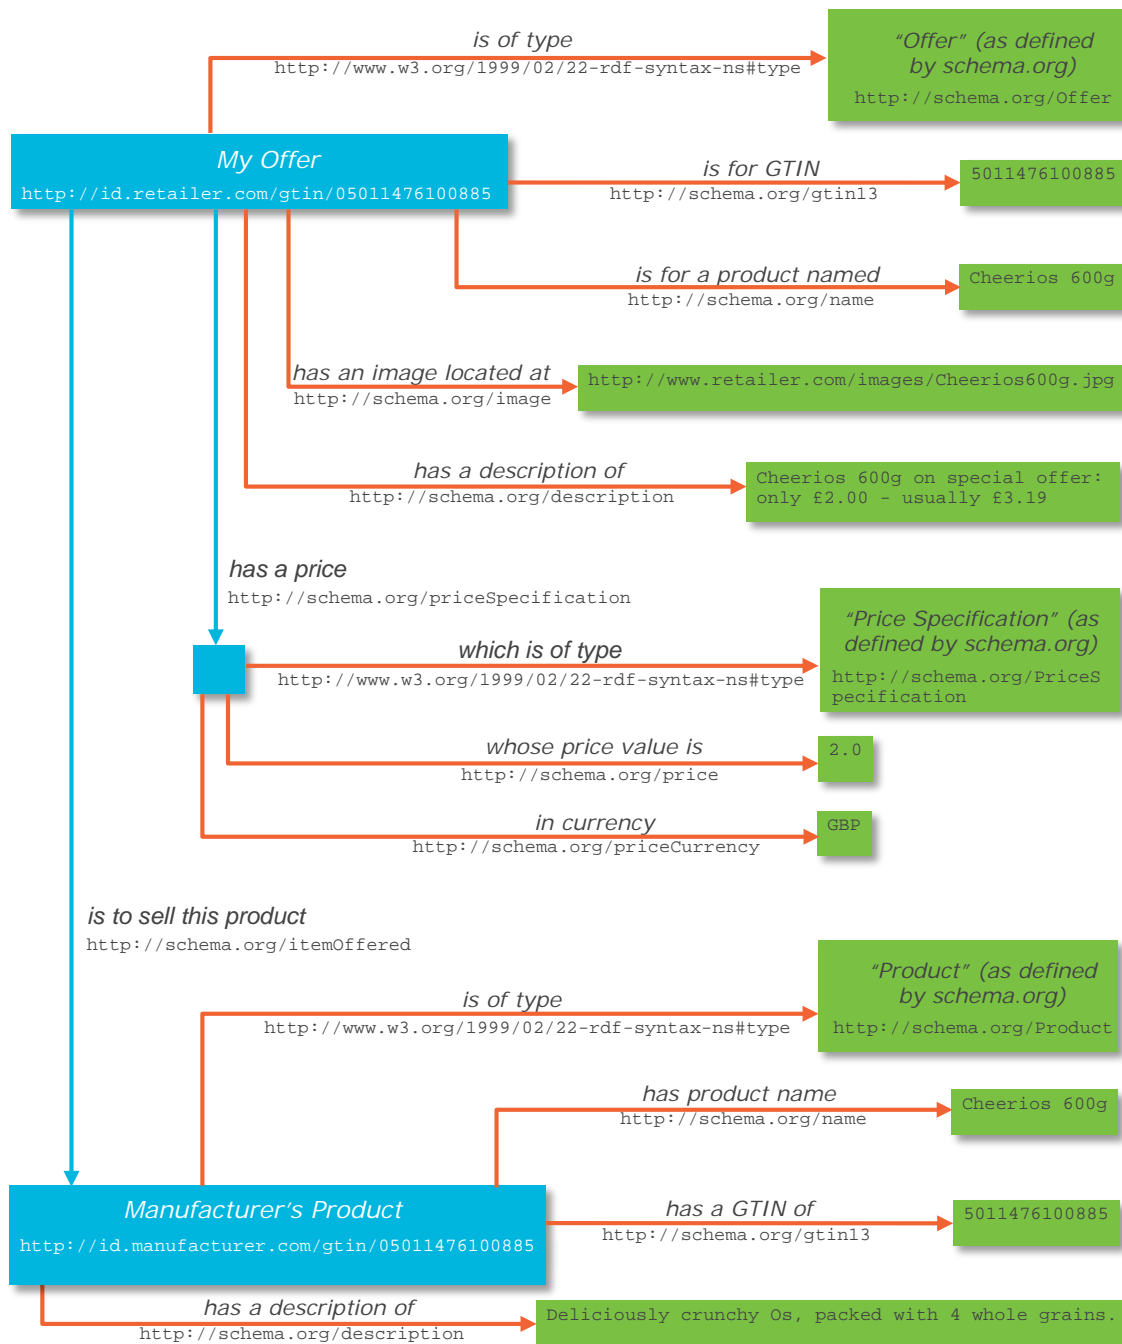 is of type
http://www.w3.org/1999/02/22-rdf-syntax-ns#type
“Offer” (as defined
by schema.org)
http://schema.org/Offer
My Offer
http://id.retailer.com/gtin/05011476100885
is for GTIN
http://schema.org/gtin13
5011476100885
is for a product named
http://schema.org/name
Cheerios 600g
has an image located at
http://schema.org/image
http://www.retailer.com/images/Cheerios600g.jpg
has a description of
http://schema.org/description
Cheerios 600g on special offer:
only £2.00 - usually £3.19
has a price
http://schema.org/priceSpecification
which is of type
http://www.w3.org/1999/02/22-rdf-syntax-ns#type
“Price Specification” (as
defined by schema.org)
http://schema.org/PriceS
pecification
whose price value is
http://schema.org/price
2.0
in currency
http://schema.org/priceCurrency
GBP
is to sell this product
http://schema.org/itemOffered
is of type
http://www.w3.org/1999/02/22-rdf-syntax-ns#type
“Product” (as defined
by schema.org)
http://schema.org/Product
has product name
http://schema.org/name
Cheerios 600g
Manufacturer's Product
http://id.manufacturer.com/gtin/05011476100885
has a GTIN of
http://schema.org/gtin13
5011476100885
has a description of
http://schema.org/description
Deliciously crunchy Os, packed with 4 whole grains.